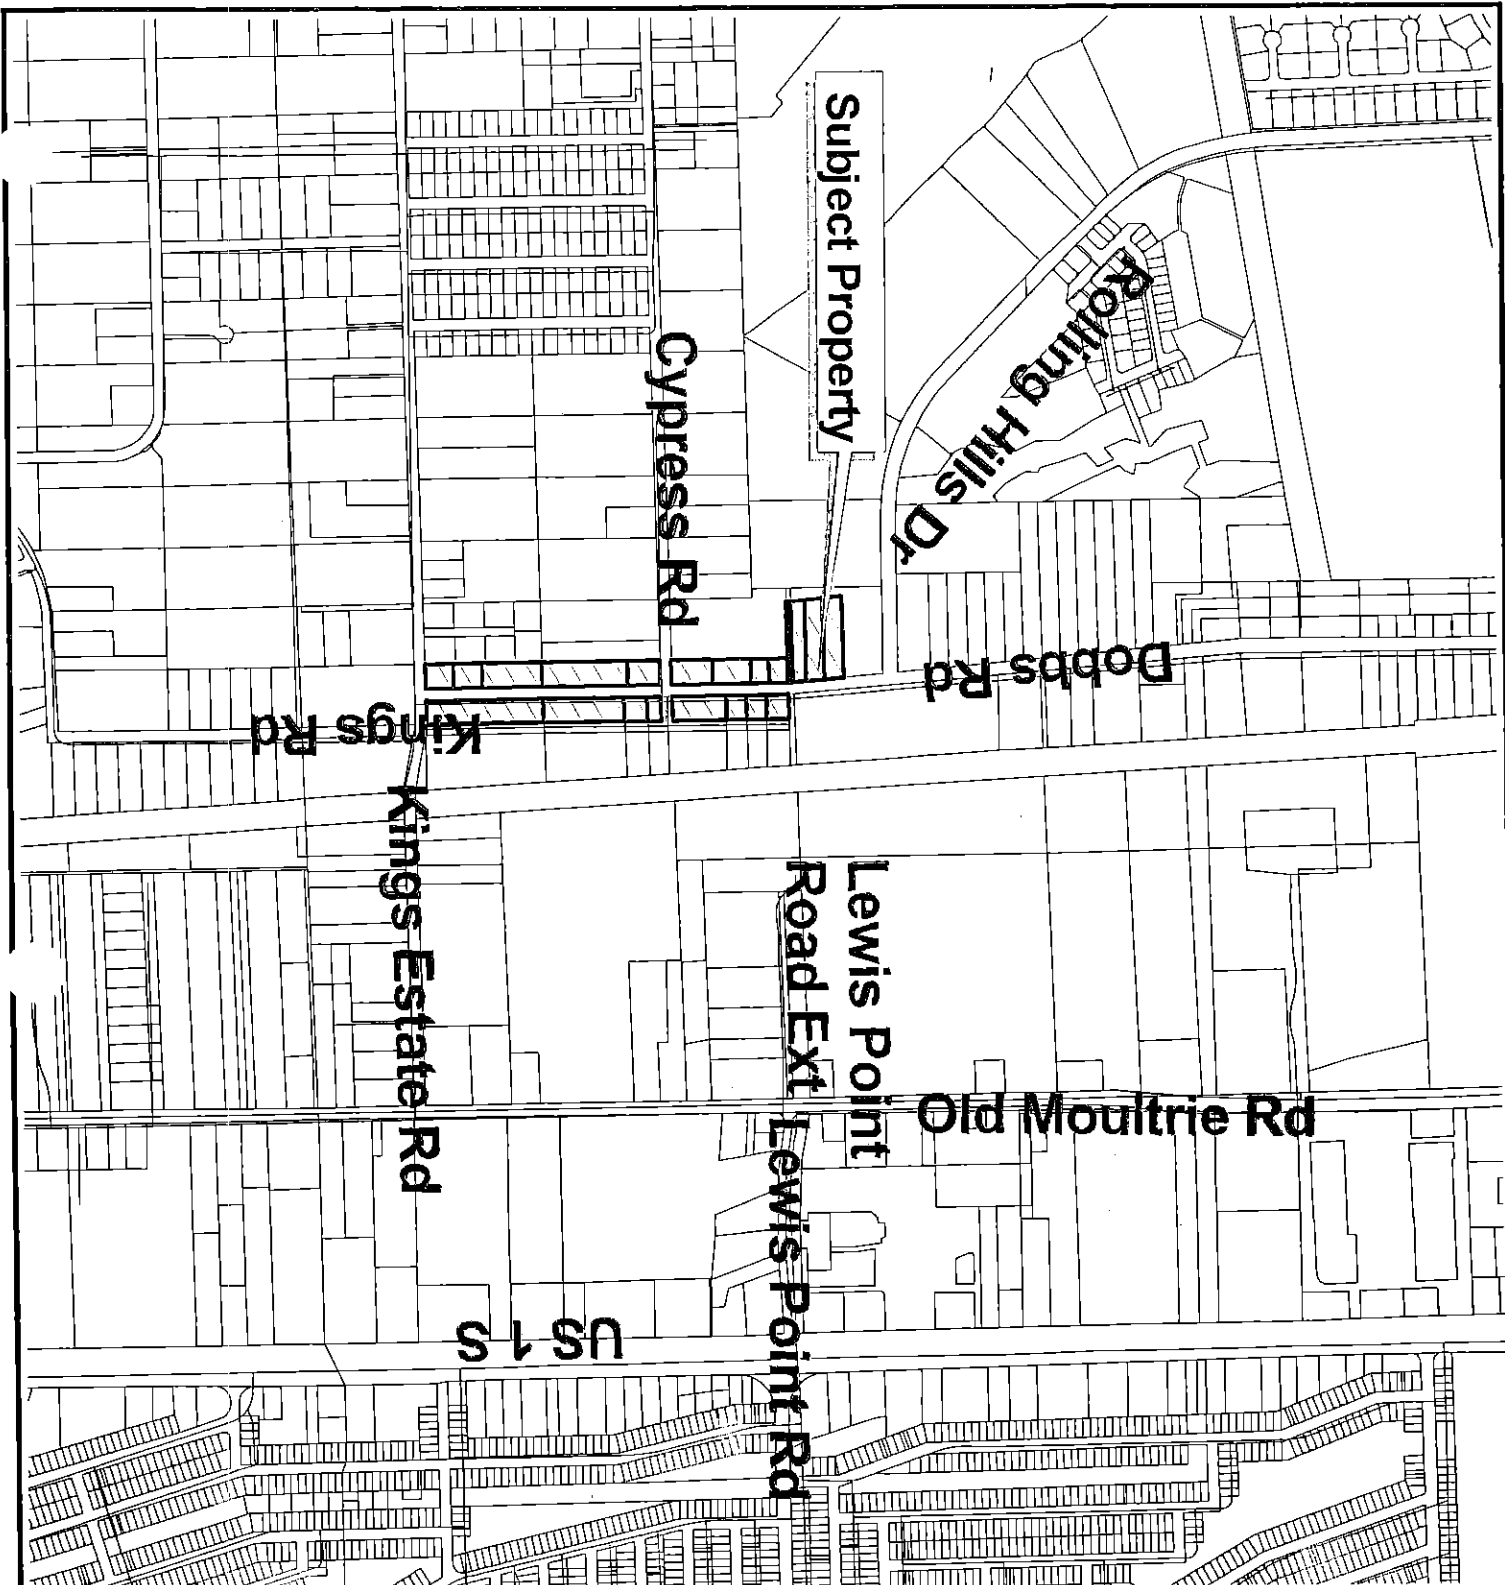 Subject Property
Rolling Hills Dr
Cypress Rd
Dobbs Rd
Kings Rd
Kings Estate Rd
Lewis Point
Road Ext
Old Moultrie Rd
Lewis Point Rd
US 1 S